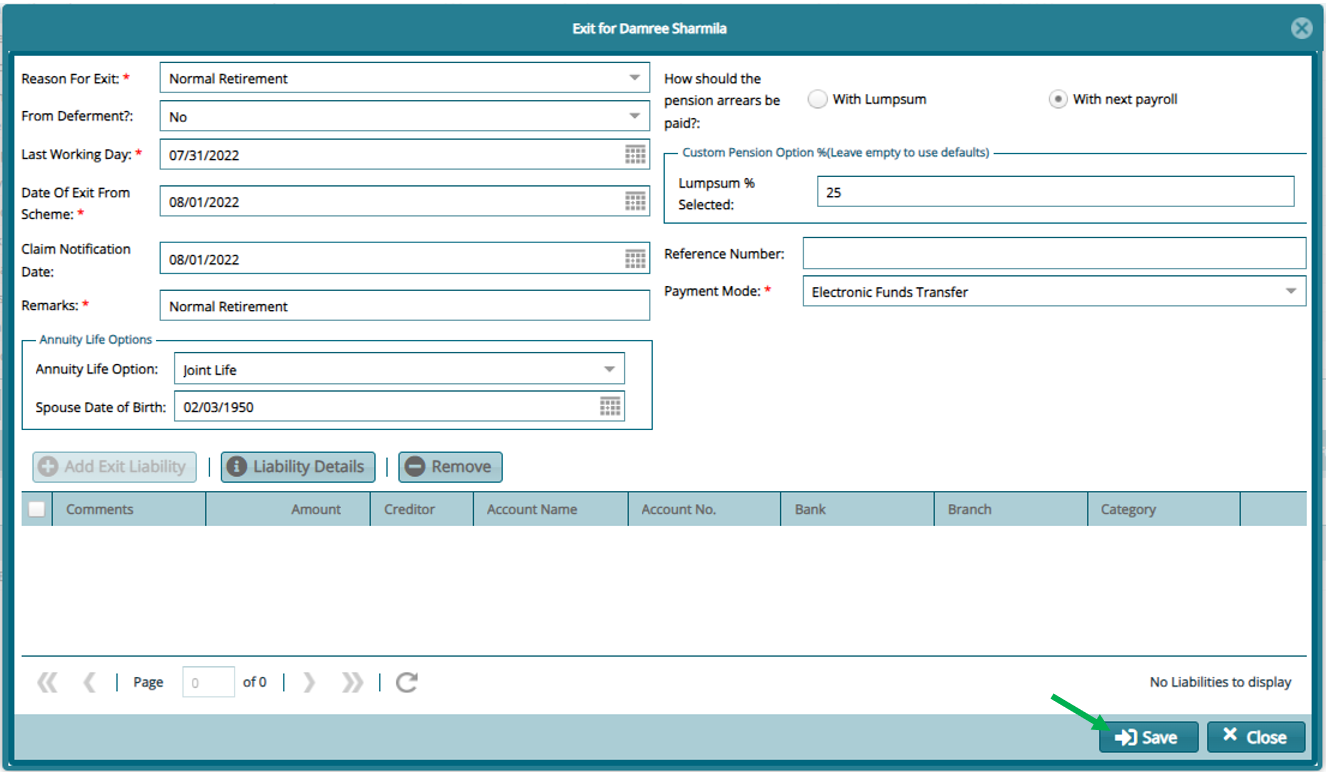 Exit for Damree Sharmila
Reason For Exit: * Normal Retirement
From Deferment?: No
Last Working Day: * 07/31/2022
Date Of Exit From
Scheme: * 08/01/2022
Claim Notification
Date: 08/01/2022
Remarks: * Normal Retirement
Annuity Life Options
Annuity Life Option: Joint Life
Spouse Date of Birth: 02/03/1950
How should the
pension arrears be
paid?: With Lumpsum With next payroll
Custom Pension Option %(Leave empty to use defaults)
Lumpsum %
Selected: 25
Reference Number:
Payment Mode: * Electronic Funds Transfer
Add Exit Liability | Liability Details | Remove
Comments Amount Creditor Account Name Account No. Bank Branch Category
Page 0 of 0 No Liabilities to display
Save Close